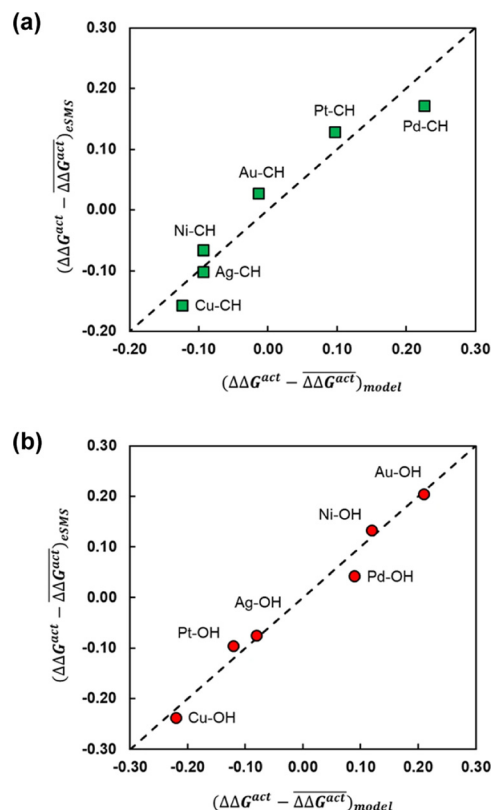 (a)
0.30
0.20
0.10
0.00
-0.10
-0.20
(ΔΔG^act − \overline{ΔΔG^act})_eSMS
Pt-CH
Pd-CH
Au-CH
Ni-CH
Ag-CH
Cu-CH
-0.20 -0.10 0.00 0.10 0.20 0.30
(ΔΔG^act − \overline{ΔΔG^act})_model
(b)
0.30
0.20
0.10
0.00
-0.10
-0.20
-0.30
(ΔΔG^act − \overline{ΔΔG^act})_eSMS
Au-OH
Ni-OH
Pd-OH
Ag-OH
Pt-OH
Cu-OH
-0.30 -0.20 -0.10 0.00 0.10 0.20 0.30
(ΔΔG^act − \overline{ΔΔG^act})_model